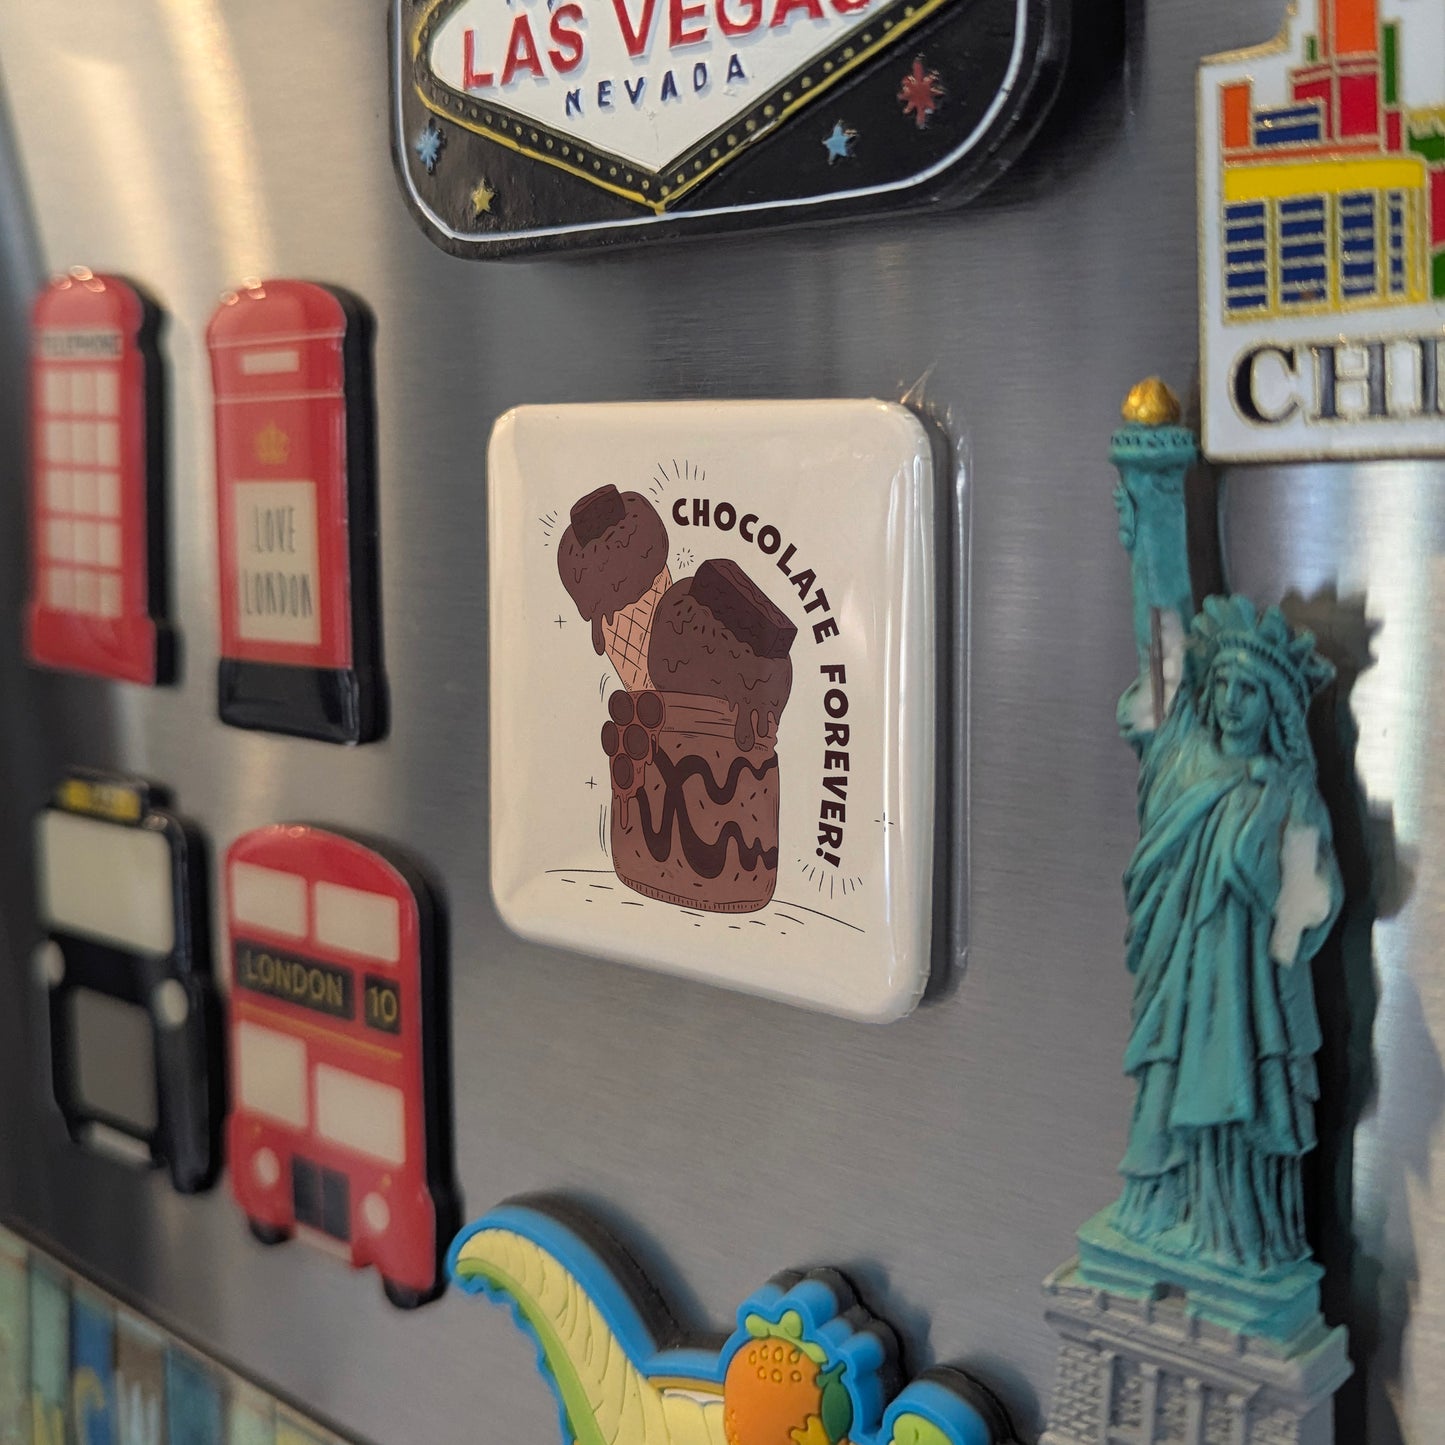 LAS VEGAS
NEVADA
CHI
TELEPHONE
LOVE
LONDON
CHOCOLATE FOREVER!
LONDON 10